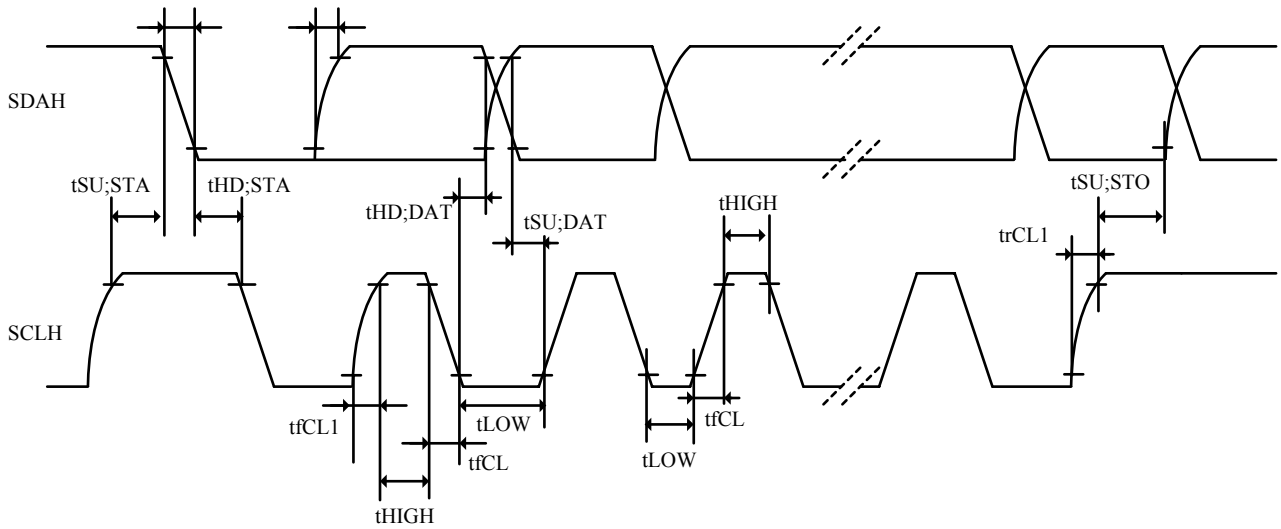 SDAH
tSU;STA
tHD;STA
tHD;DAT
tSU;DAT
tHIGH
tSU;STO
trCL1
SCLH
tfCL1
tHIGH
tfCL
tLOW
tLOW
tfCL